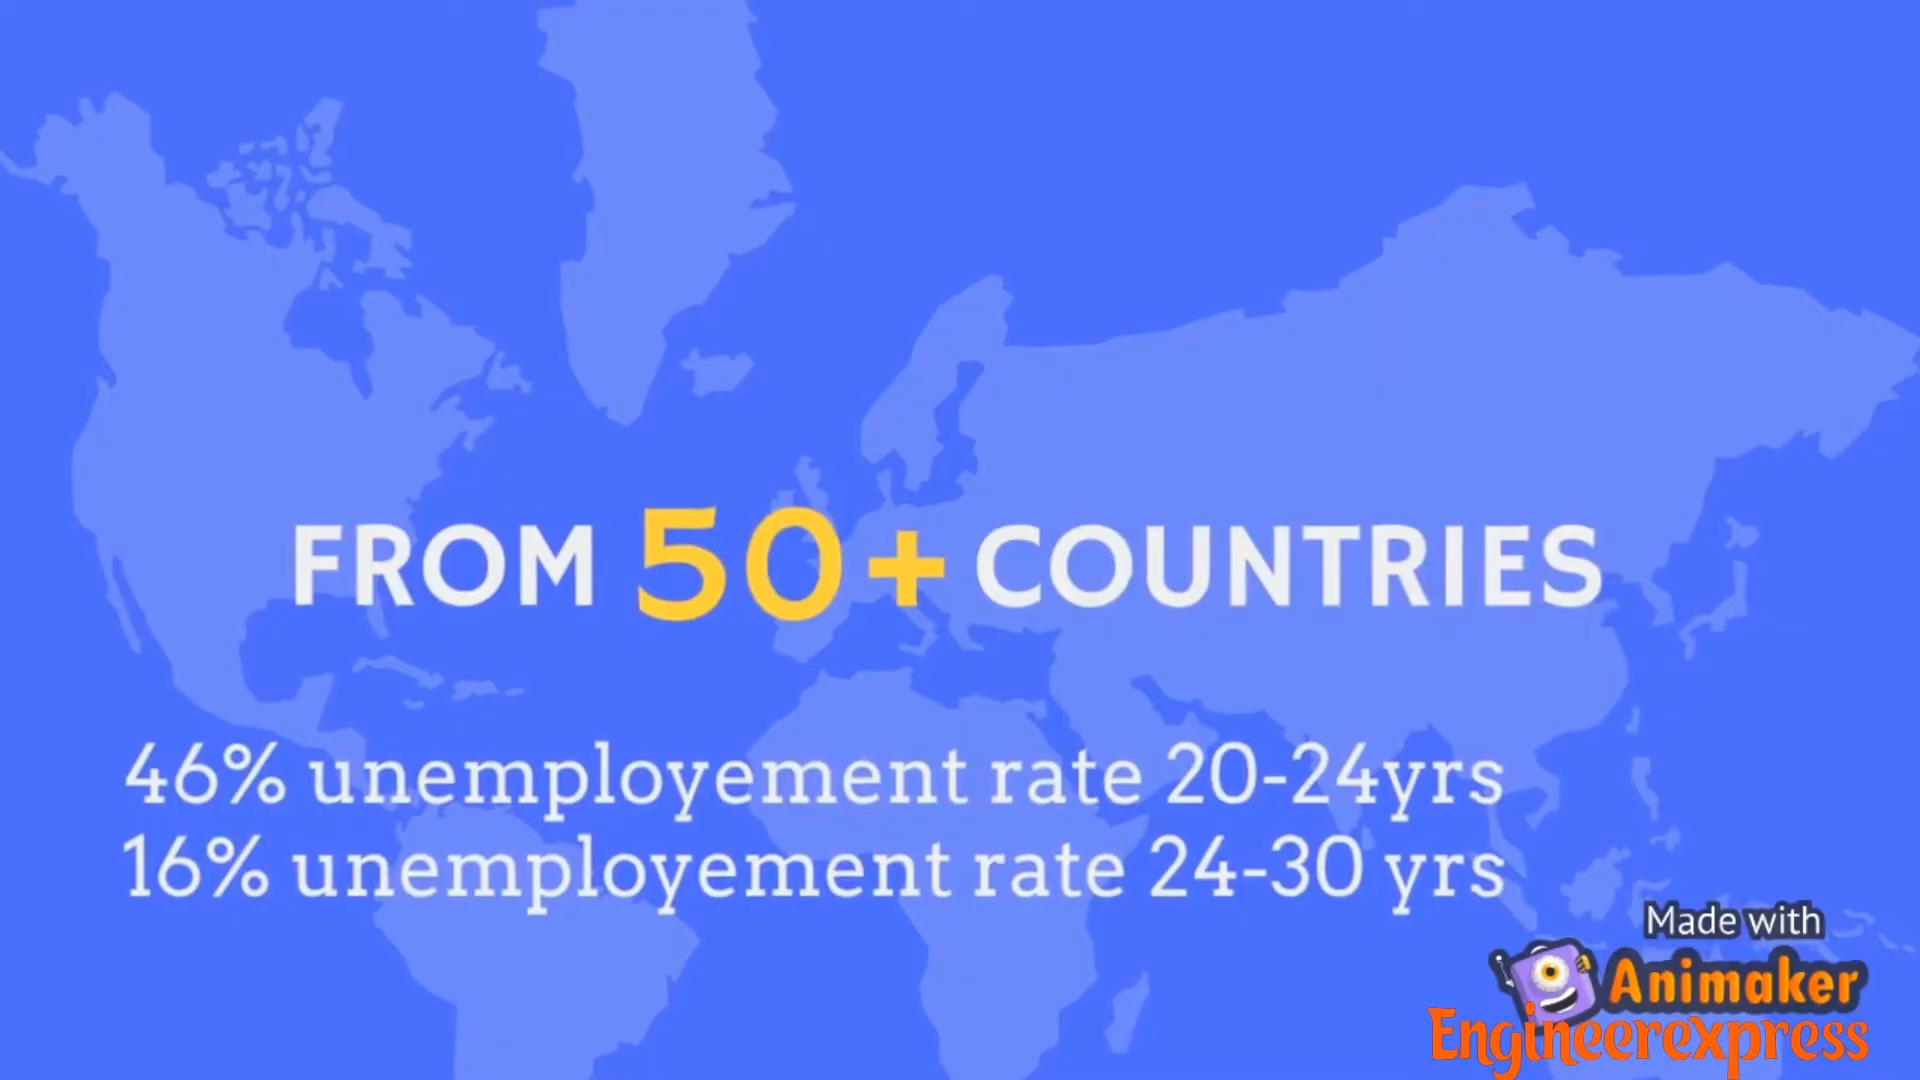 FROM 50+ COUNTRIES
46% unemployement rate 20-24yrs
16% unemployement rate 24-30 yrs
Made with
Animaker
Engineerexpress